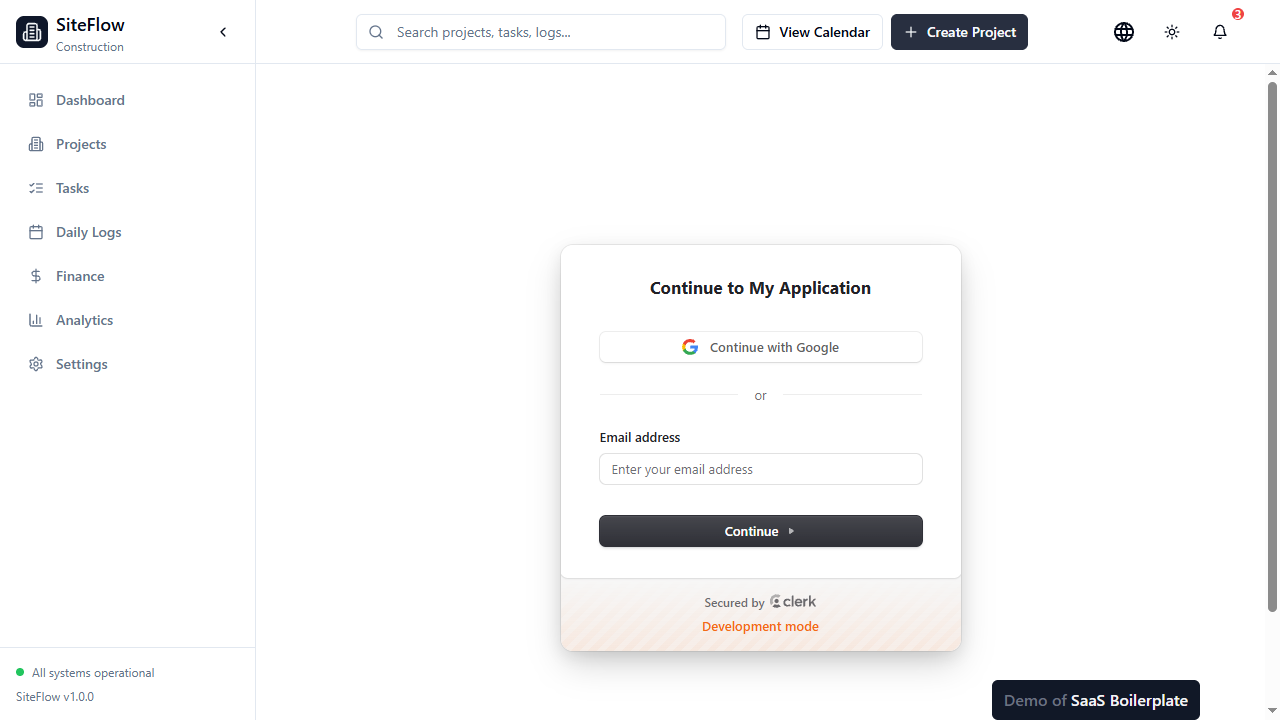 SiteFlow
Construction
Search projects, tasks, logs...
View Calendar
Create Project
3
Dashboard
Projects
Tasks
Daily Logs
Finance
Analytics
Settings
Continue to My Application
Continue with Google
or
Email address
Enter your email address
Continue
Secured by clerk
Development mode
All systems operational
SiteFlow v1.0.0
Demo of SaaS Boilerplate